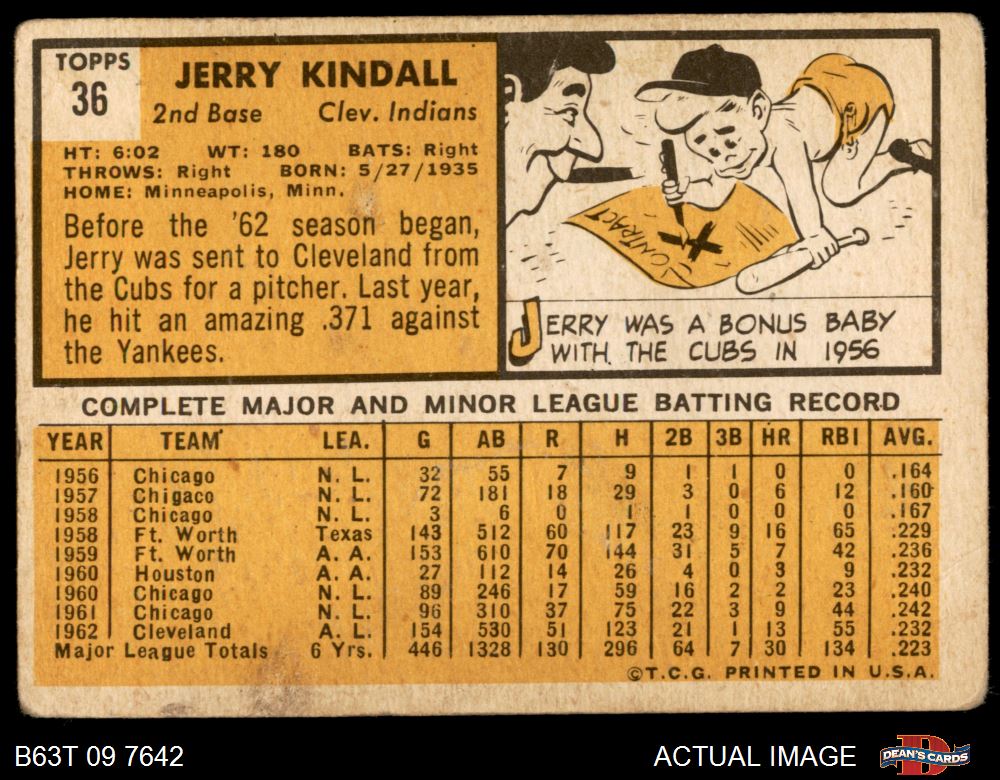 TOPPS
36
JERRY KINDALL
2nd Base Clev. Indians
HT: 6:02 WT: 180 BATS: Right
THROWS: Right BORN: 5/27/1935
HOME: Minneapolis, Minn.
Before the '62 season began,
Jerry was sent to Cleveland from
the Cubs for a pitcher. Last year,
he hit an amazing .371 against
the Yankees.
CONTRACT
X
JERRY WAS A BONUS BABY
WITH THE CUBS IN 1956
COMPLETE MAJOR AND MINOR LEAGUE BATTING RECORD
YEAR TEAM LEA. G AB R H 2B 3B HR RBI AVG.
1956 Chicago N. L. 32 55 7 9 1 1 0 0 .164
1957 Chigaco N. L. 72 181 18 29 3 0 6 12 .160
1958 Chicago N. L. 3 6 0 1 1 0 0 0 .167
1958 Ft. Worth Texas 143 512 60 117 23 9 16 65 .229
1959 Ft. Worth A. A. 153 610 70 144 31 5 7 42 .236
1960 Houston A. A. 27 112 14 26 4 0 3 9 .232
1960 Chicago N. L. 89 246 17 59 16 2 2 23 .240
1961 Chicago N. L. 96 310 37 75 22 3 9 44 .242
1962 Cleveland A. L. 154 530 51 123 21 1 13 55 .232
Major League Totals 6 Yrs. 446 1328 130 296 64 7 30 134 .223
©T.C.G. PRINTED IN U.S.A.
B63T 09 7642 ACTUAL IMAGE DEAN'S CARDS